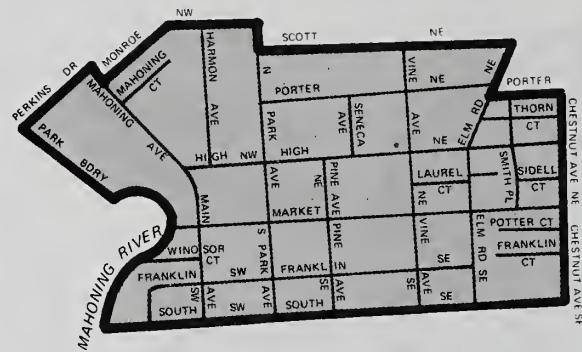 NW
MONROE
PERKINS DR
SCOTT NE
MAHONING CT
HARMON AVE
MAHONING AVE
N PARK AVE
PORTER NE
VINE AVE NE
ELM RD NE
PORTER
THORN CT
CHESTNUT AVE NE
PARK BDRY
HIGH NW
HIGH NE
SENECA AVE
LAUREL CT
SMITH PL
SIDELL CT
MAIN AVE SW
MARKET
PINE AVE NE
PINE AVE SE
VINE AVE SE
ELM RD SE
POTTER CT
FRANKLIN CT
CHESTNUT AVE SE
MAHONING RIVER
WINDSOR CT
S PARK AVE
FRANKLIN SW
FRANKLIN SE
SOUTH SW
SOUTH SE